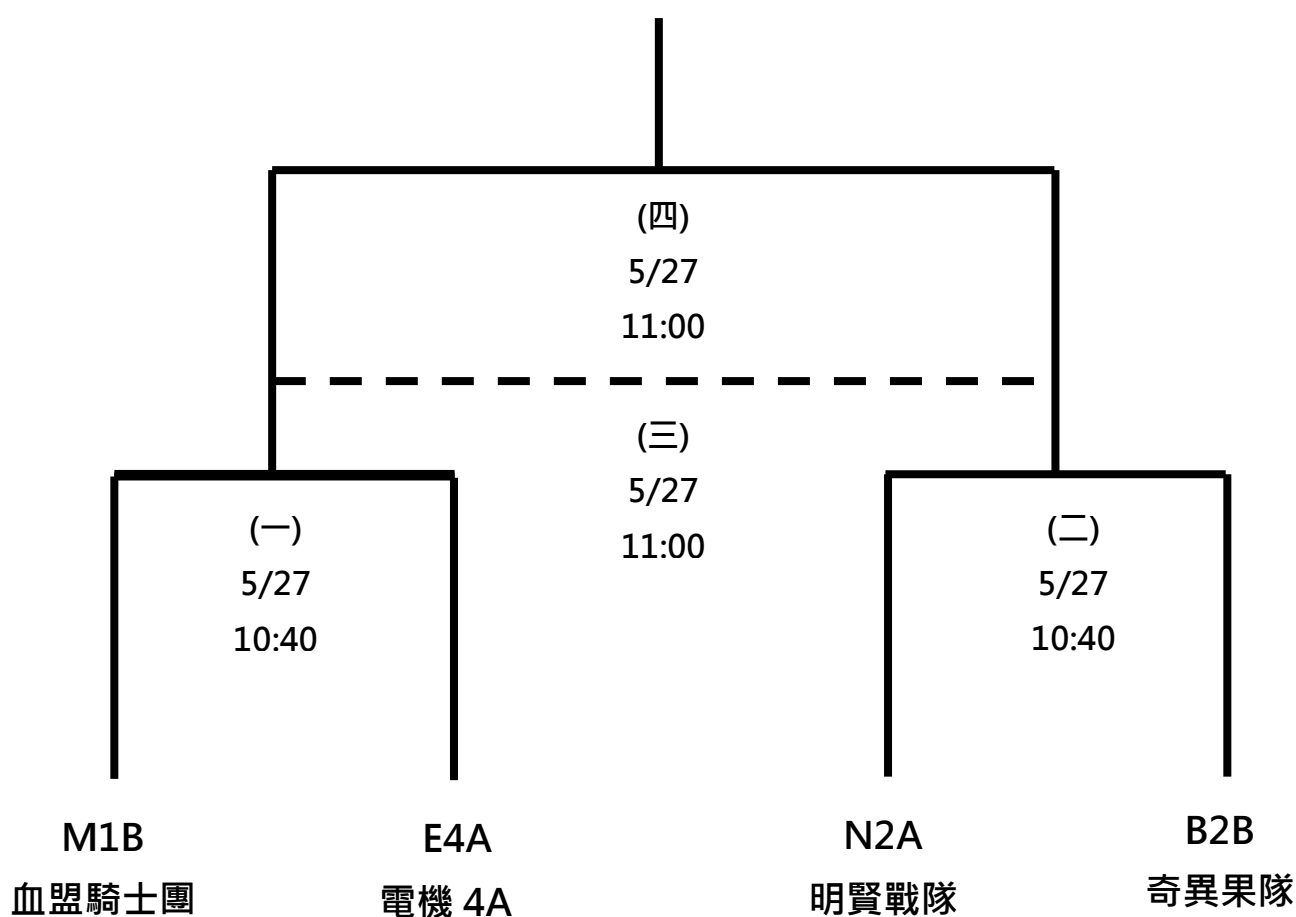 (四)
5/27
11:00
(三)
5/27
11:00
(一)
5/27
10:40
(二)
5/27
10:40
M1B
血盟騎士團
E4A
電機 4A
N2A
明賢戰隊
B2B
奇異果隊